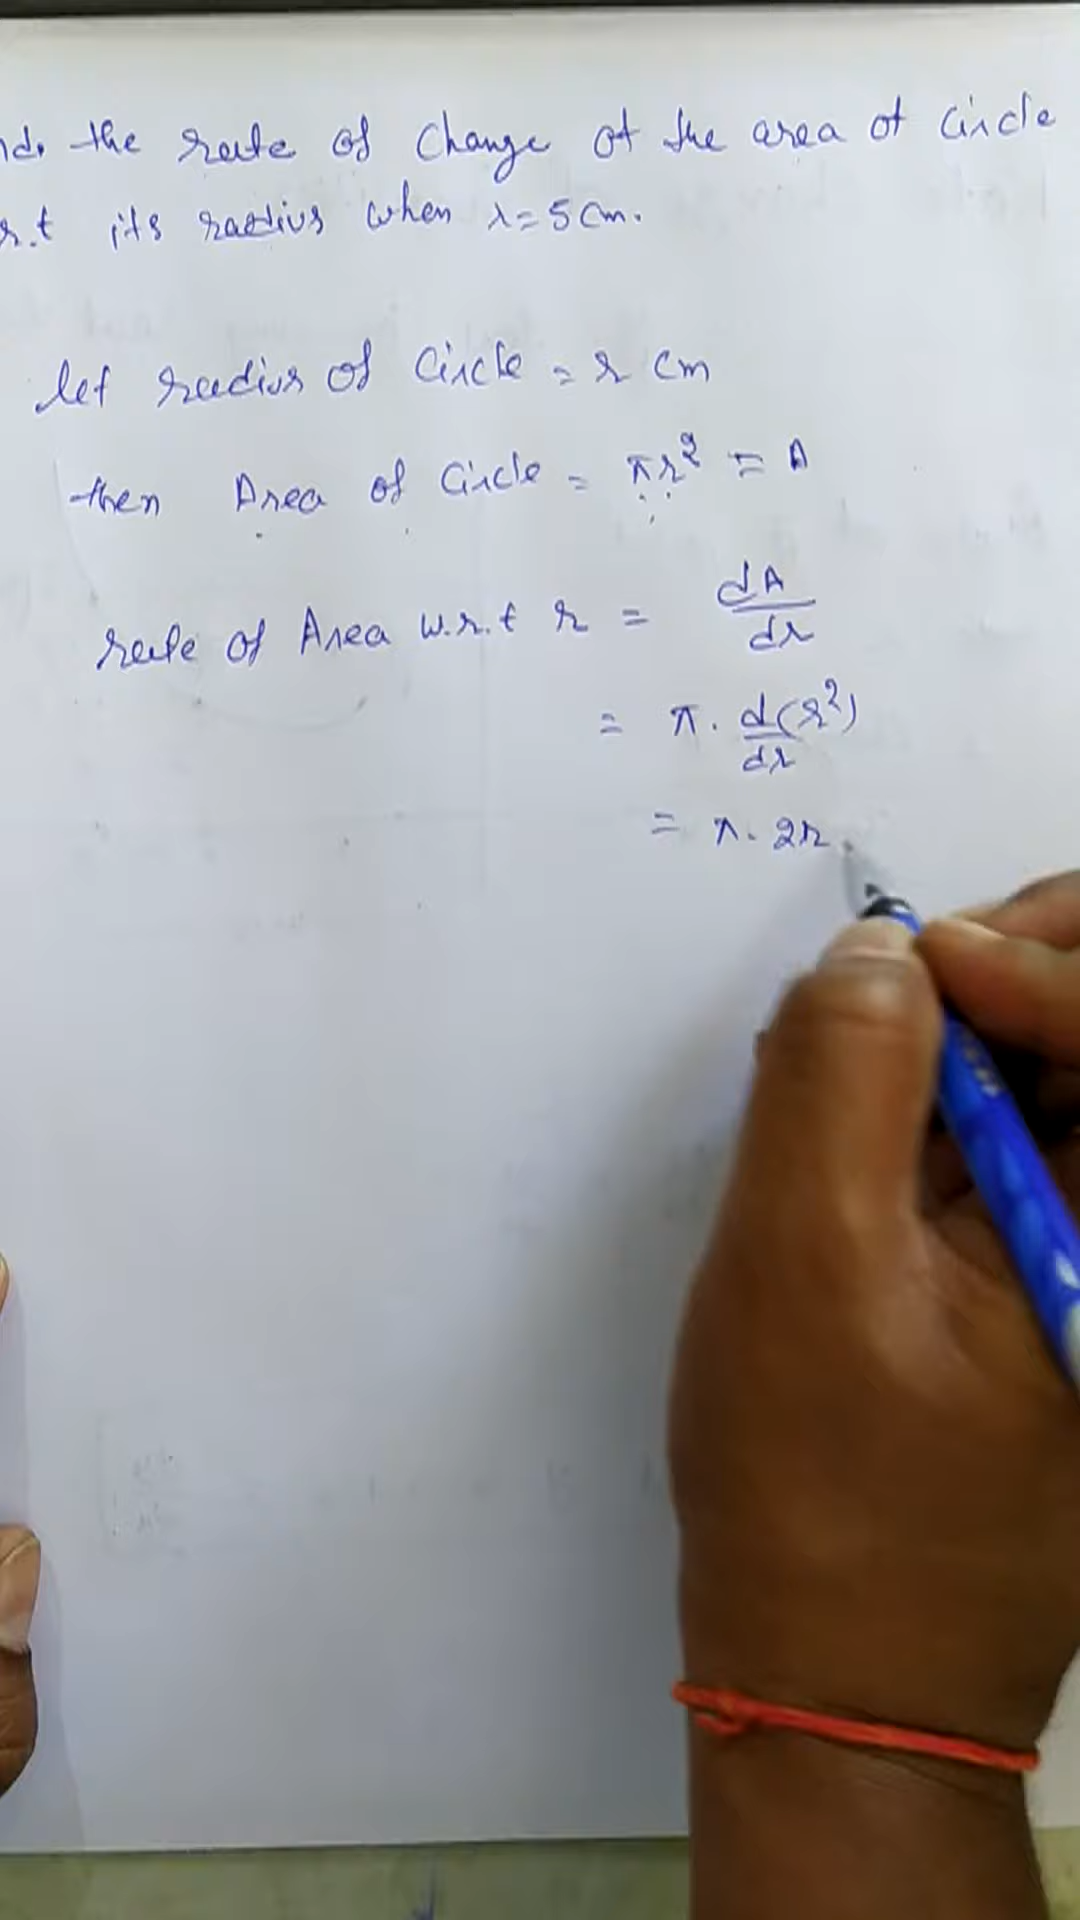 nd. the rate of change of the area of circle
r.t its radius when r=5cm.
let radius of circle = r cm
then Area of circle = πr² = A
rate of Area w.r.t r = dA/dr
= π. d(r²)/dr
= π. 2r.